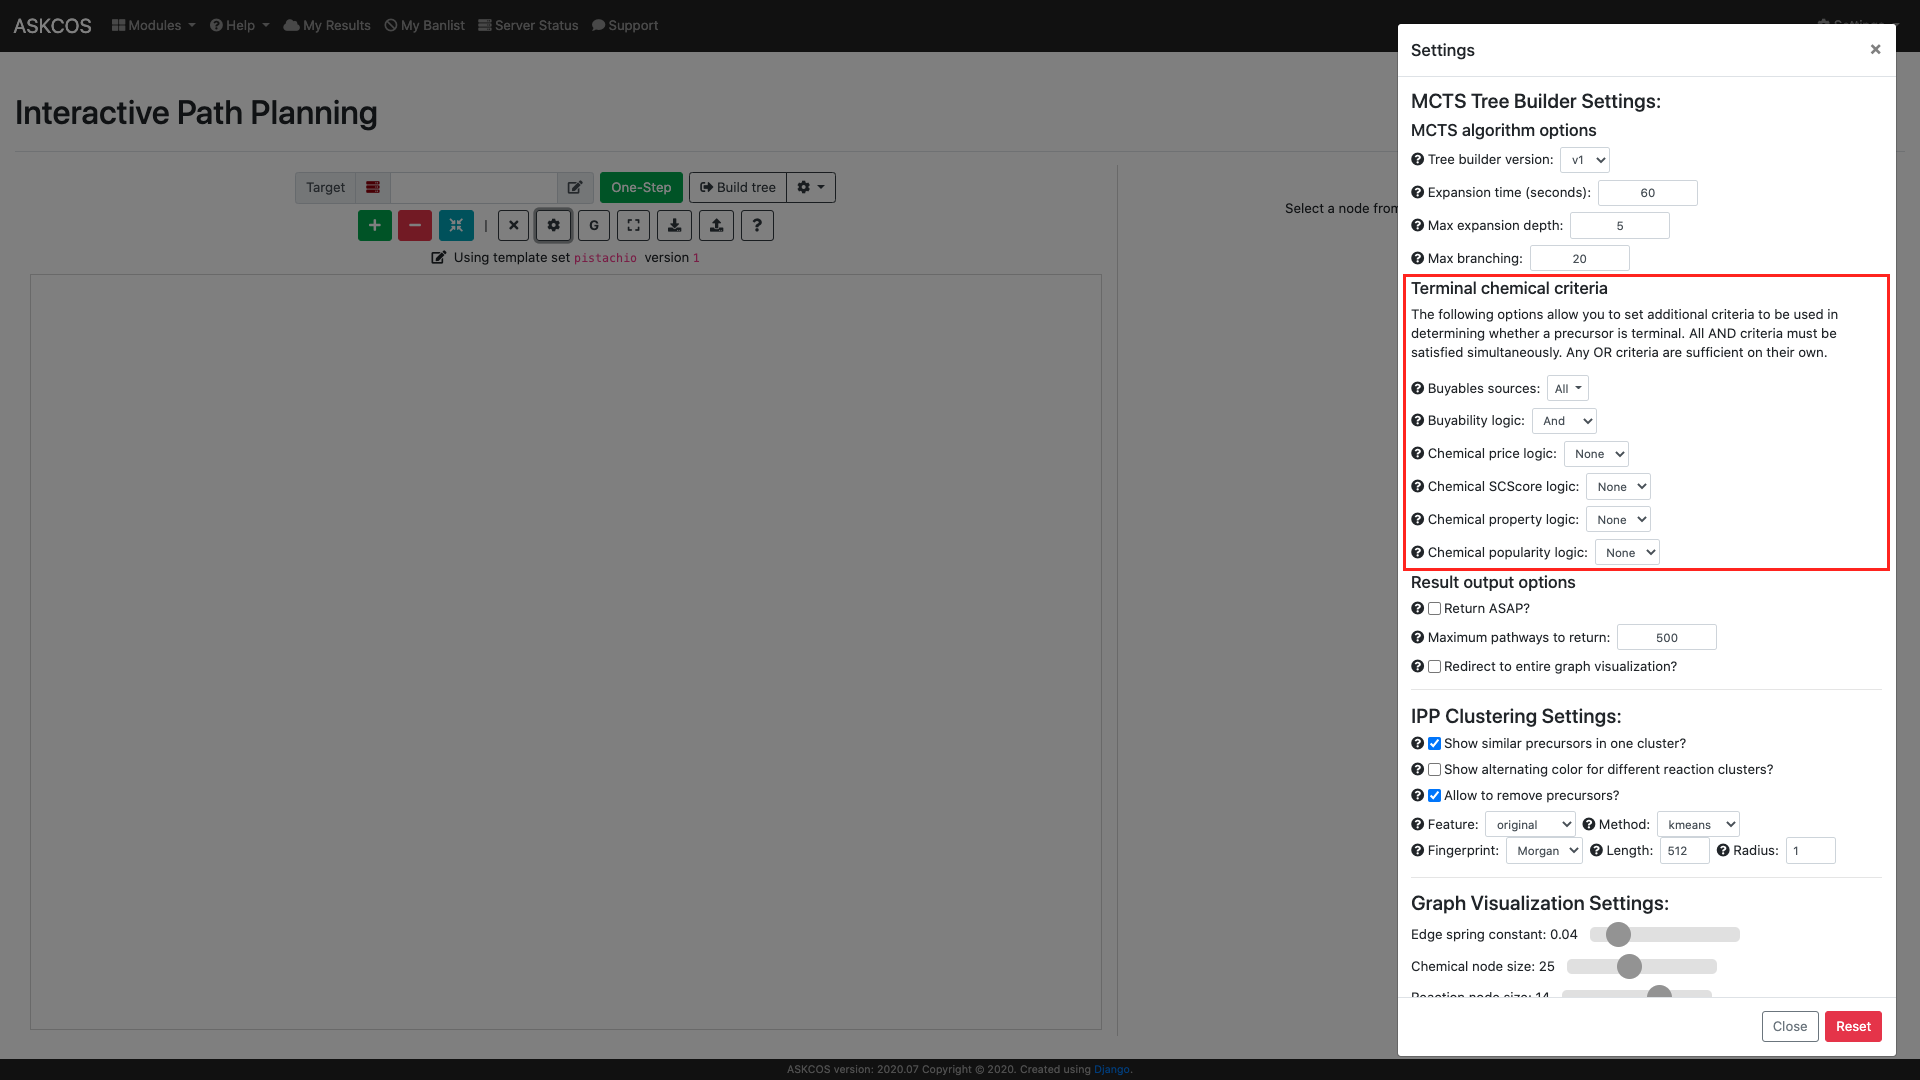 ASKCOS Modules Help My Results My Banlist Server Status Support
Interactive Path Planning
Target One-Step Build tree
+ − | × G ?
Using template set pistachio version 1
Select a node from
Settings ×
MCTS Tree Builder Settings:
MCTS algorithm options
Tree builder version: v1
Expansion time (seconds): 60
Max expansion depth: 5
Max branching: 20
Terminal chemical criteria
The following options allow you to set additional criteria to be used in
determining whether a precursor is terminal. All AND criteria must be
satisfied simultaneously. Any OR criteria are sufficient on their own.
Buyables sources: All
Buyability logic: And
Chemical price logic: None
Chemical SCScore logic: None
Chemical property logic: None
Chemical popularity logic: None
Result output options
Return ASAP?
Maximum pathways to return: 500
Redirect to entire graph visualization?
IPP Clustering Settings:
Show similar precursors in one cluster?
Show alternating color for different reaction clusters?
Allow to remove precursors?
Feature: original Method: kmeans
Fingerprint: Morgan Length: 512 Radius: 1
Graph Visualization Settings:
Edge spring constant: 0.04
Chemical node size: 25
Reaction node size: 14
Close Reset
ASKCOS version: 2020.07 Copyright © 2020. Created using Django.